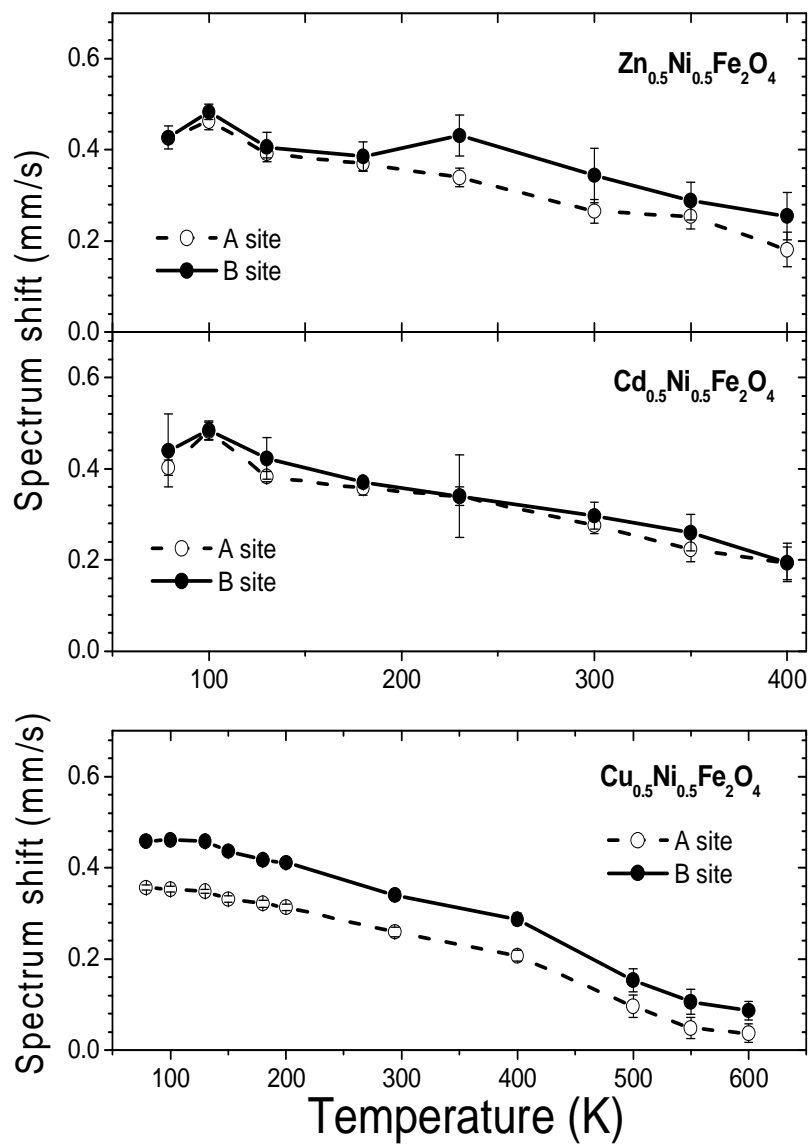 Spectrum shift (mm/s)
Zn0.5Ni0.5Fe2O4
0.6
0.4
0.2
0.0
A site
B site
Cd0.5Ni0.5Fe2O4
0.6
0.4
0.2
0.0
A site
B site
100 200 300 400
Spectrum shift (mm/s)
Cu0.5Ni0.5Fe2O4
0.6
0.4
0.2
0.0
A site
B site
100 200 300 400 500 600
Temperature (K)